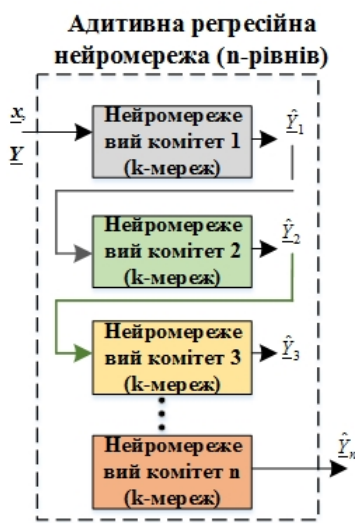 Адитивна регресійна
нейромережа (n-рівнів)
x,
Y
Нейромереже
вий комітет 1
(k-мереж)
Ŷ₁
Нейромереже
вий комітет 2
(k-мереж)
Ŷ₂
Нейромереже
вий комітет 3
(k-мереж)
Ŷ₃
Нейромереже
вий комітет n
(k-мереж)
Ŷₙ